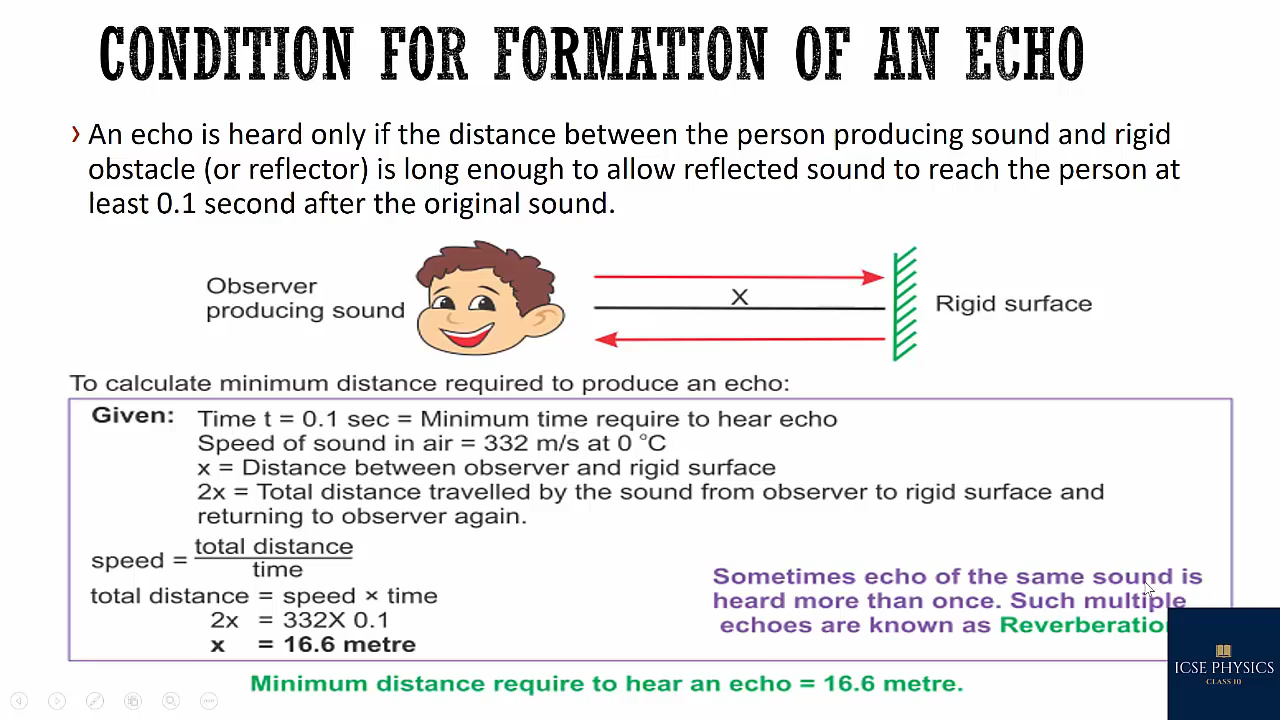 CONDITION FOR FORMATION OF AN ECHO
› An echo is heard only if the distance between the person producing sound and rigid
obstacle (or reflector) is long enough to allow reflected sound to reach the person at
least 0.1 second after the original sound.
Observer
producing sound
X
Rigid surface
To calculate minimum distance required to produce an echo:
Given: Time t = 0.1 sec = Minimum time require to hear echo
Speed of sound in air = 332 m/s at 0 °C
x = Distance between observer and rigid surface
2x = Total distance travelled by the sound from observer to rigid surface and
returning to observer again.
speed = total distance
time
total distance = speed × time
2x = 332X 0.1
x = 16.6 metre
Sometimes echo of the same sound is
heard more than once. Such multiple
echoes are known as Reverberation
Minimum distance require to hear an echo = 16.6 metre.
ICSE PHYSICS
CLASS 10